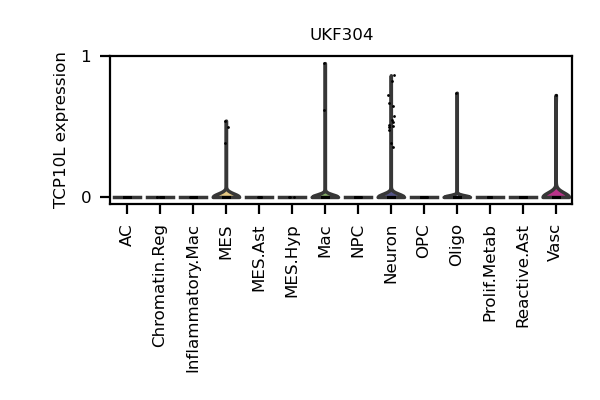 UKF304
TCP10L expression
1
0
AC
Chromatin.Reg
Inflammatory.Mac
MES
MES.Ast
MES.Hyp
Mac
NPC
Neuron
OPC
Oligo
Prolif.Metab
Reactive.Ast
Vasc